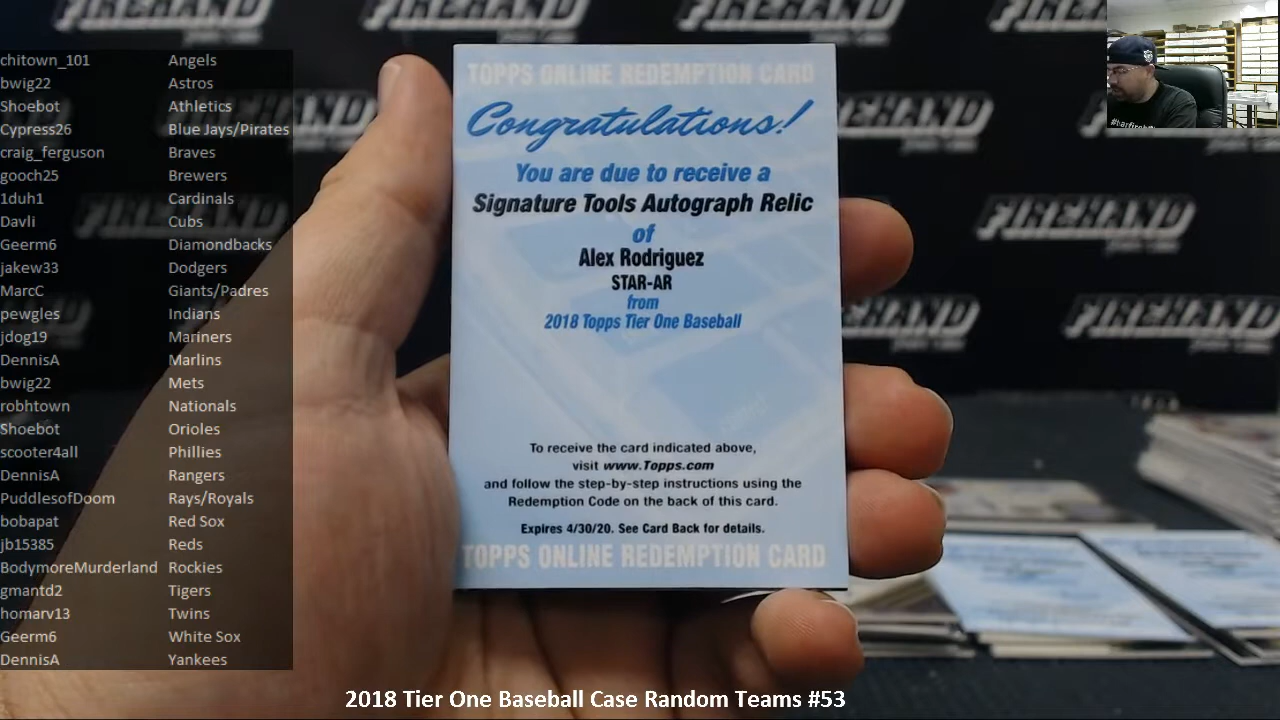 chitown_101 Angels
bwig22 Astros
Shoebot Athletics
Cypress26 Blue Jays/Pirates
craig_ferguson Braves
gooch25 Brewers
1duh1 Cardinals
Davli Cubs
Geerm6 Diamondbacks
jakew33 Dodgers
MarcC Giants/Padres
pewgles Indians
jdog19 Mariners
DennisA Marlins
bwig22 Mets
robhtown Nationals
Shoebot Orioles
scooter4all Phillies
DennisA Rangers
PuddlesofDoom Rays/Royals
bobapat Red Sox
jb15385 Reds
BodymoreMurderland Rockies
gmantd2 Tigers
homarv13 Twins
Geerm6 White Sox
DennisA Yankees
TOPPS ONLINE REDEMPTION CARD
Congratulations!
You are due to receive a
Signature Tools Autograph Relic
of
Alex Rodriguez
STAR-AR
from
2018 Topps Tier One Baseball
To receive the card indicated above,
visit www.Topps.com
and follow the step-by-step instructions using the
Redemption Code on the back of this card.
Expires 4/30/20. See Card Back for details.
TOPPS ONLINE REDEMPTION CARD
FIREHAND
FIREHAND
FIREHAND
FIREHAND
2018 Tier One Baseball Case Random Teams #53